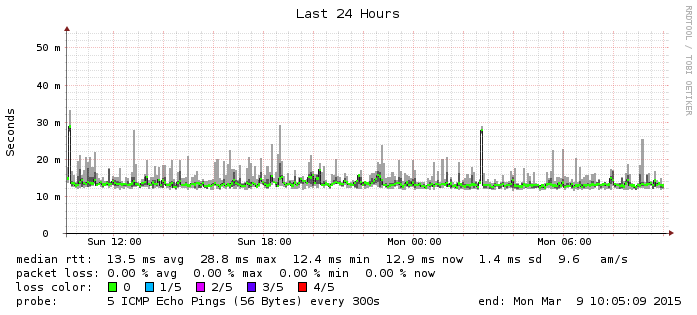 Last 24 Hours
RRDTOOL / TOBI OETIKER
Seconds
50 m
40 m
30 m
20 m
10 m
0
Sun 12:00 Sun 18:00 Mon 00:00 Mon 06:00
median rtt: 13.5 ms avg 28.8 ms max 12.4 ms min 12.9 ms now 1.4 ms sd 9.6 am/s
packet loss: 0.00 % avg 0.00 % max 0.00 % min 0.00 % now
loss color: 0 1/5 2/5 3/5 4/5
probe: 5 ICMP Echo Pings (56 Bytes) every 300s end: Mon Mar 9 10:05:09 2015